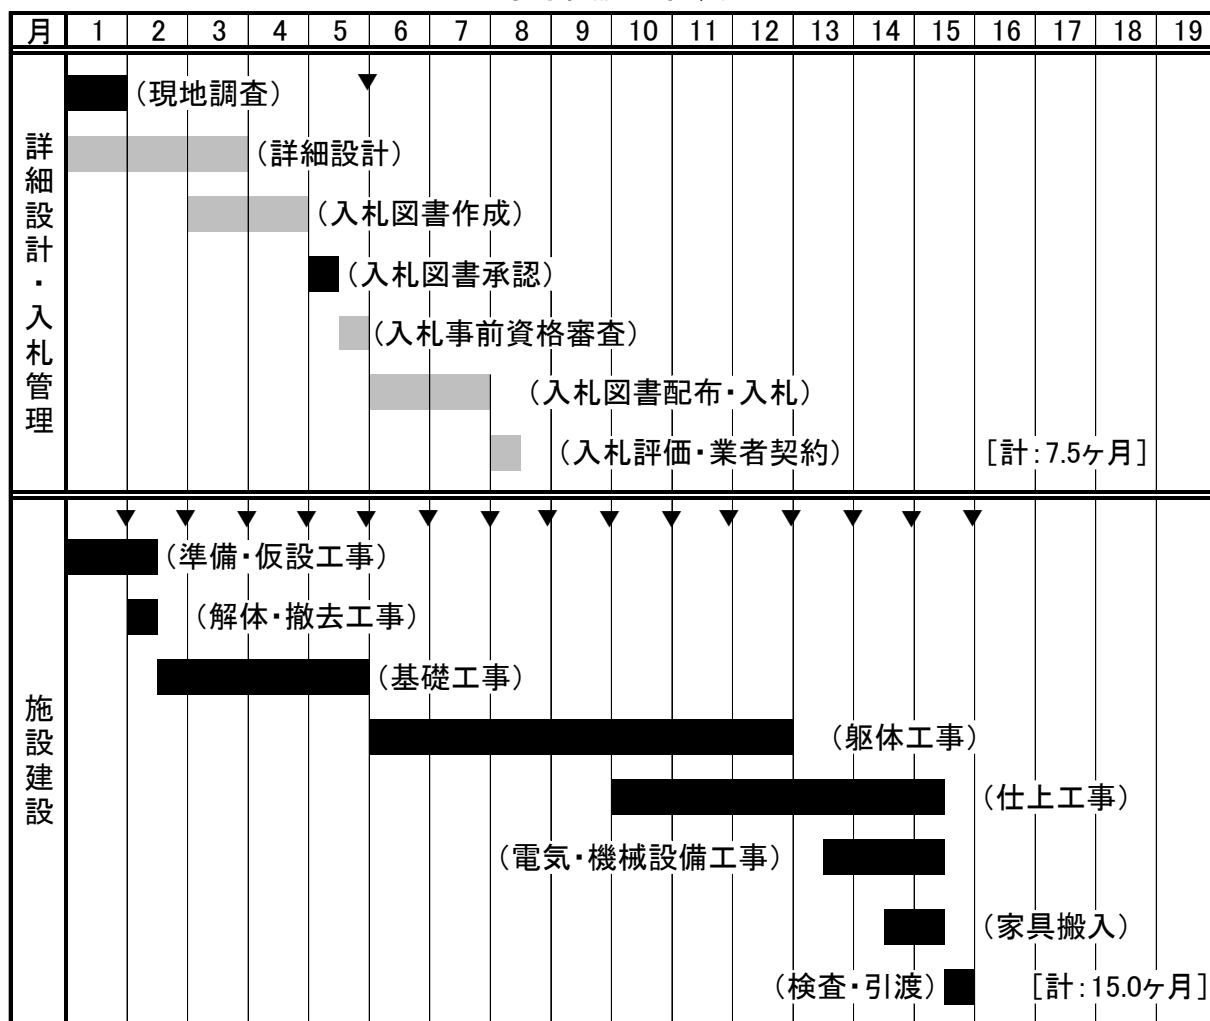 月 1 2 3 4 5 6 7 8 9 10 11 12 13 14 15 16 17 18 19
詳細設計・入札管理
(現地調査)
(詳細設計)
(入札図書作成)
(入札図書承認)
(入札事前資格審査)
(入札図書配布・入札)
(入札評価・業者契約) [計:7.5ヶ月]
施設建設
(準備・仮設工事)
(解体・撤去工事)
(基礎工事)
(躯体工事)
(仕上工事)
(電気・機械設備工事)
(家具搬入)
(検査・引渡) [計:15.0ヶ月]